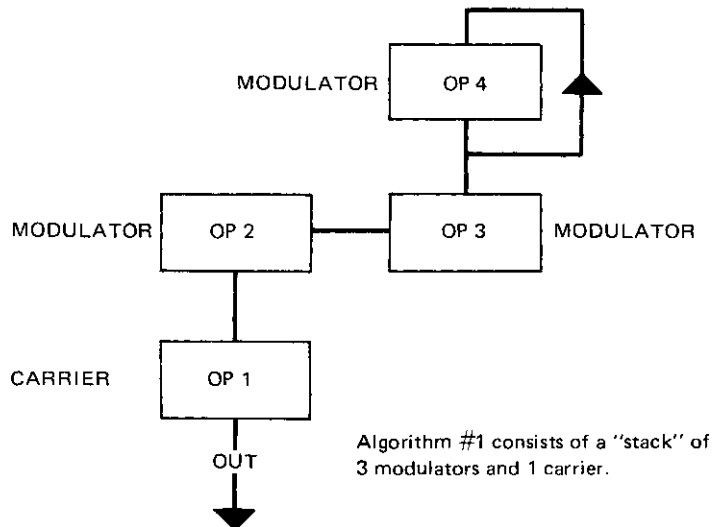 MODULATOR
OP 4
MODULATOR
OP 2
OP 3
MODULATOR
CARRIER
OP 1
OUT
Algorithm #1 consists of a "stack" of
3 modulators and 1 carrier.